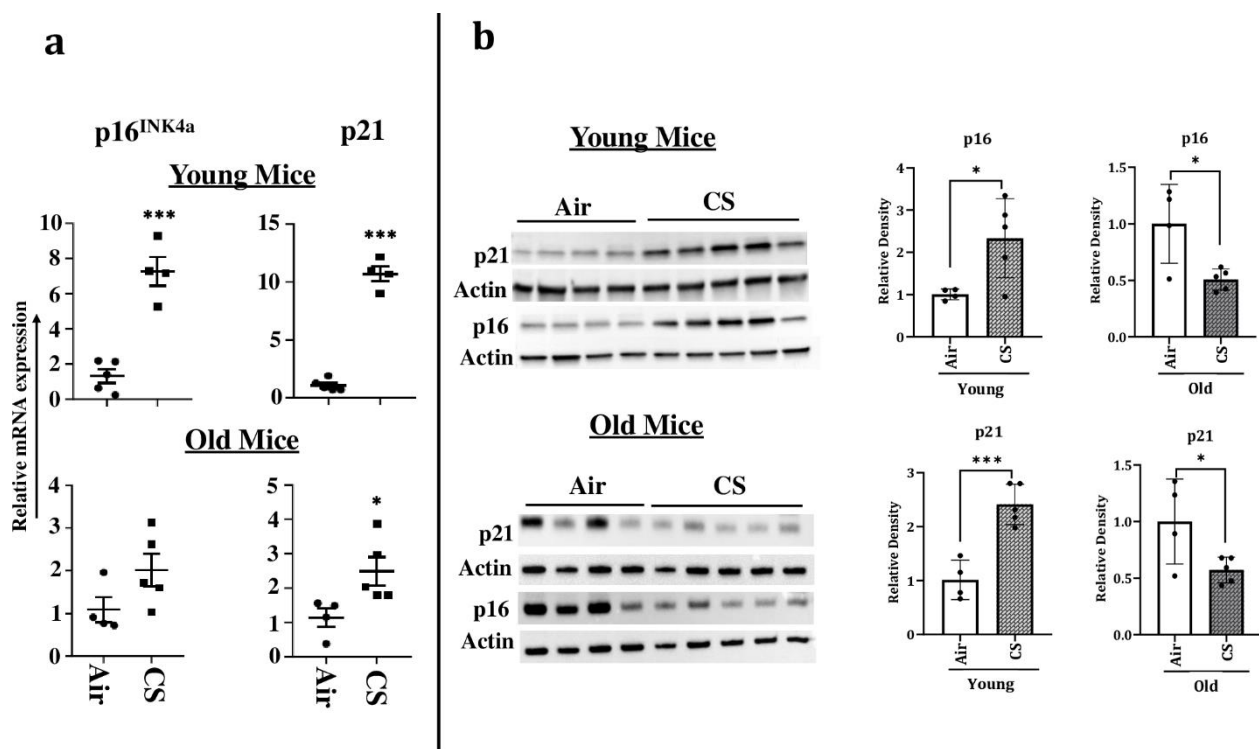 a
p16INK4a
p21
Young Mice
Relative mRNA expression
10
8
6
4
2
0
***
15
10
5
0
***
Old Mice
4
3
2
1
0
Air
CS
5
4
3
2
1
0
*
Air
CS
b
Young Mice
Air
CS
p21
Actin
p16
Actin
Old Mice
Air
CS
p21
Actin
p16
Actin
p16
Relative Density
4
3
2
1
0
*
Air
CS
Young
p16
Relative Density
1.5
1.0
0.5
0.0
*
Air
CS
Old
p21
Relative Density
3
2
1
0
***
Air
CS
Young
p21
Relative Density
1.5
1.0
0.5
0.0
*
Air
CS
Old